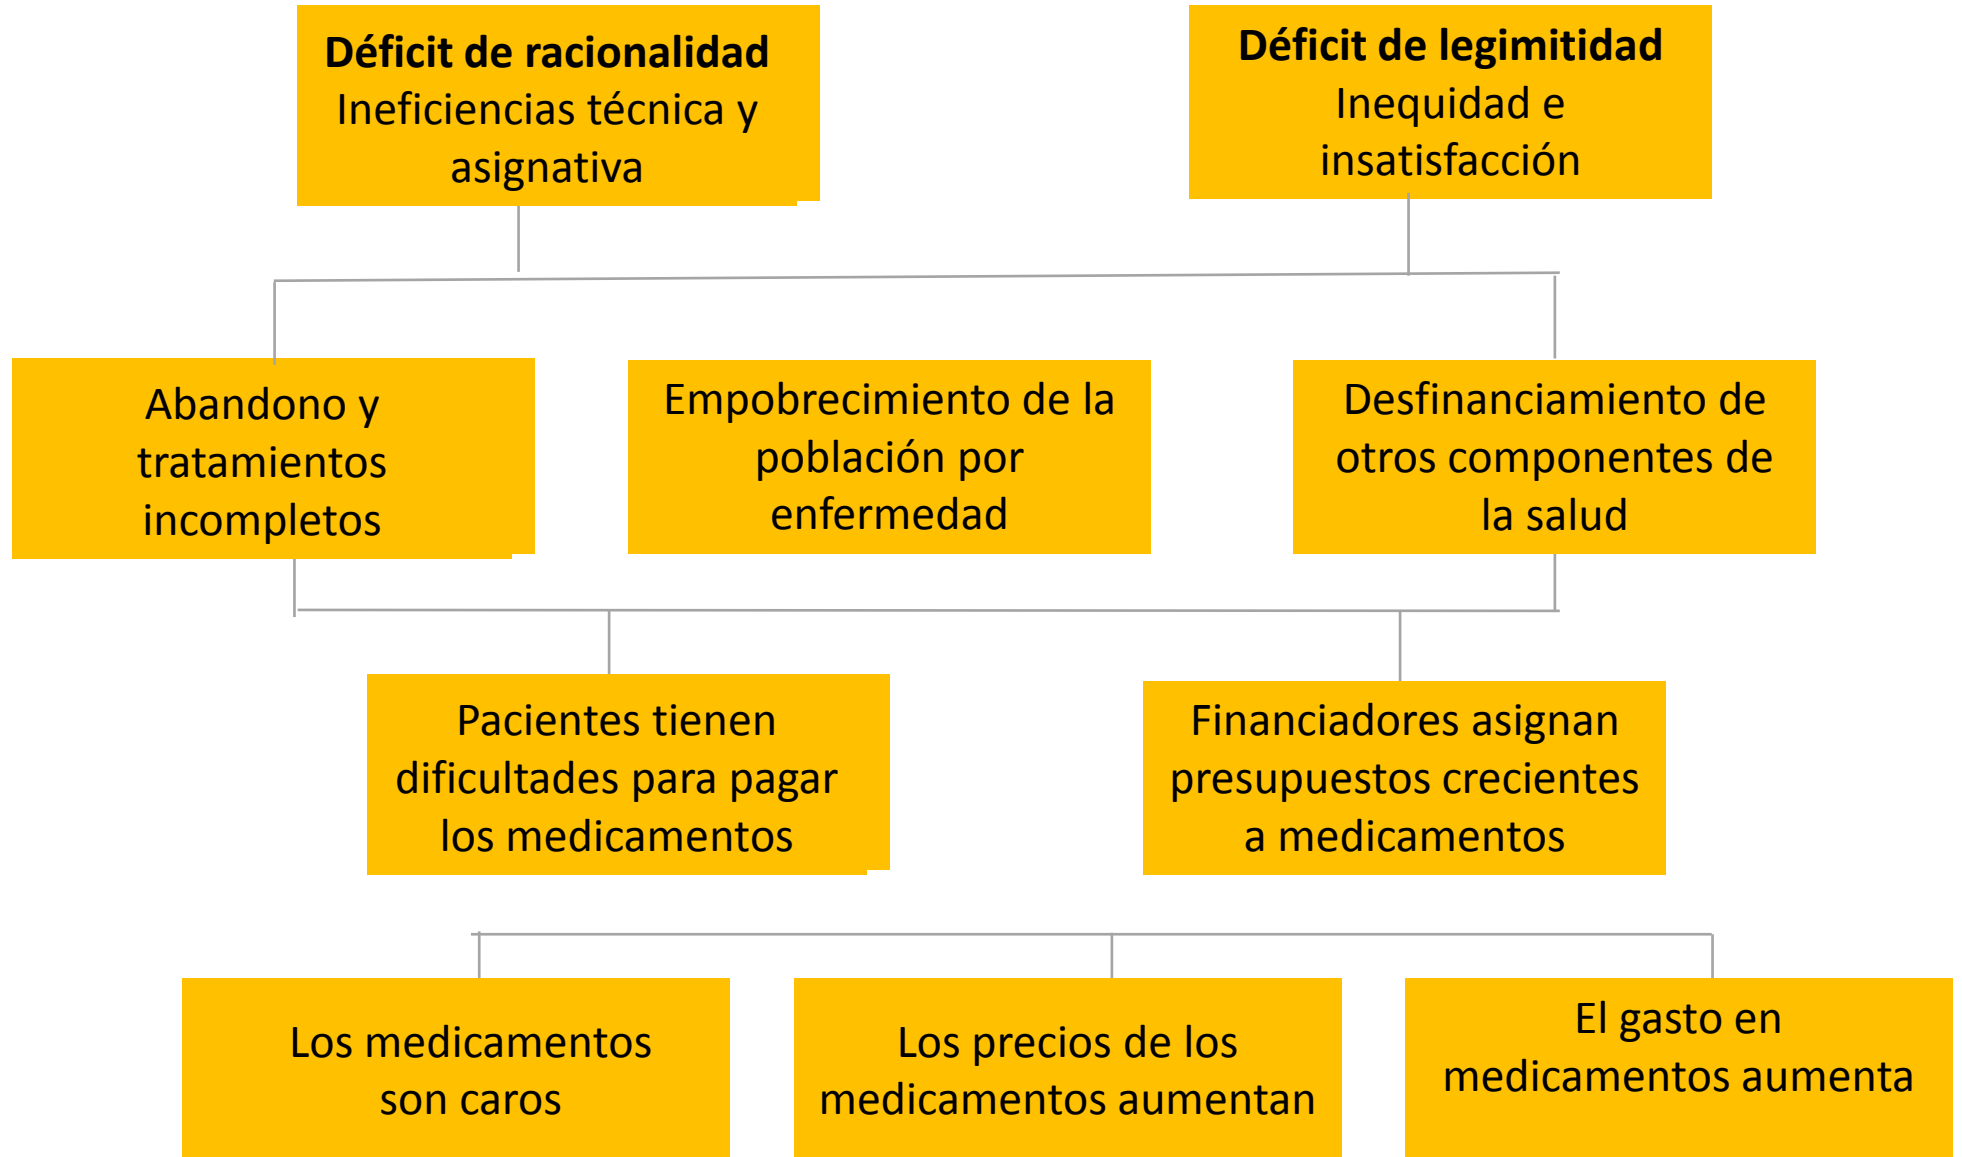 Déficit de racionalidad
Ineficiencias técnica y
asignativa
Déficit de legimitidad
Inequidad e
insatisfacción
Abandono y
tratamientos
incompletos
Empobrecimiento de la
población por
enfermedad
Desfinanciamiento de
otros componentes de
la salud
Pacientes tienen
dificultades para pagar
los medicamentos
Financiadores asignan
presupuestos crecientes
a medicamentos
Los medicamentos
son caros
Los precios de los
medicamentos aumentan
El gasto en
medicamentos aumenta